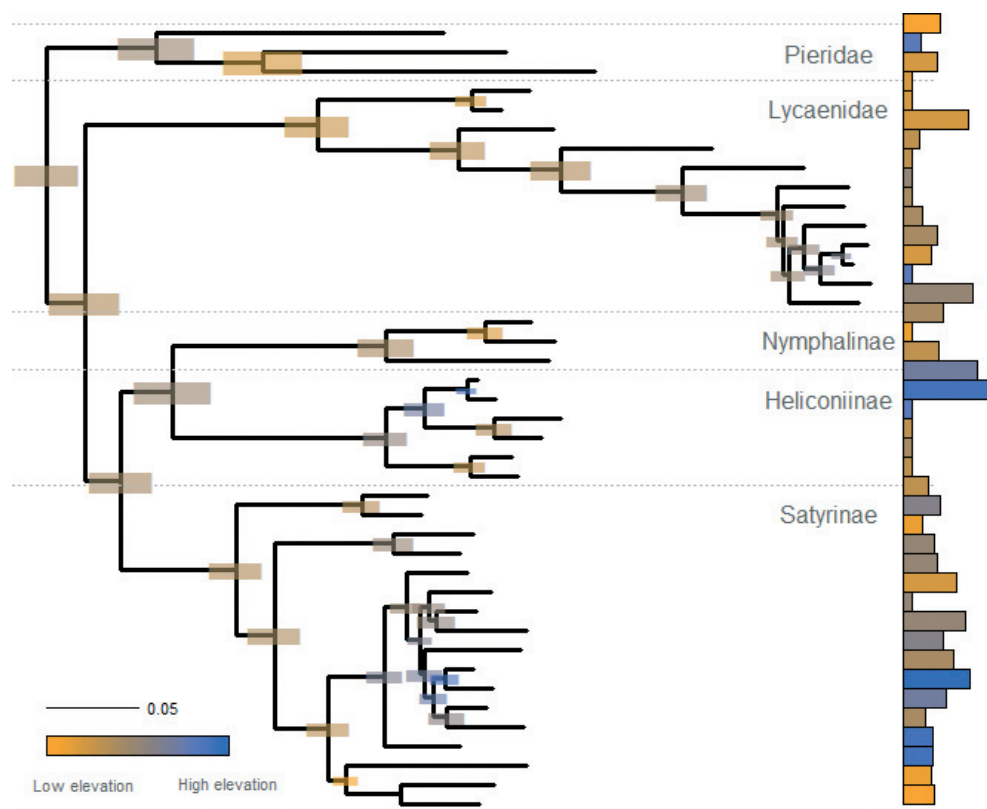 Pieridae
Lycaenidae
Nymphalinae
Heliconiinae
Satyrinae
0.05
Low elevation High elevation